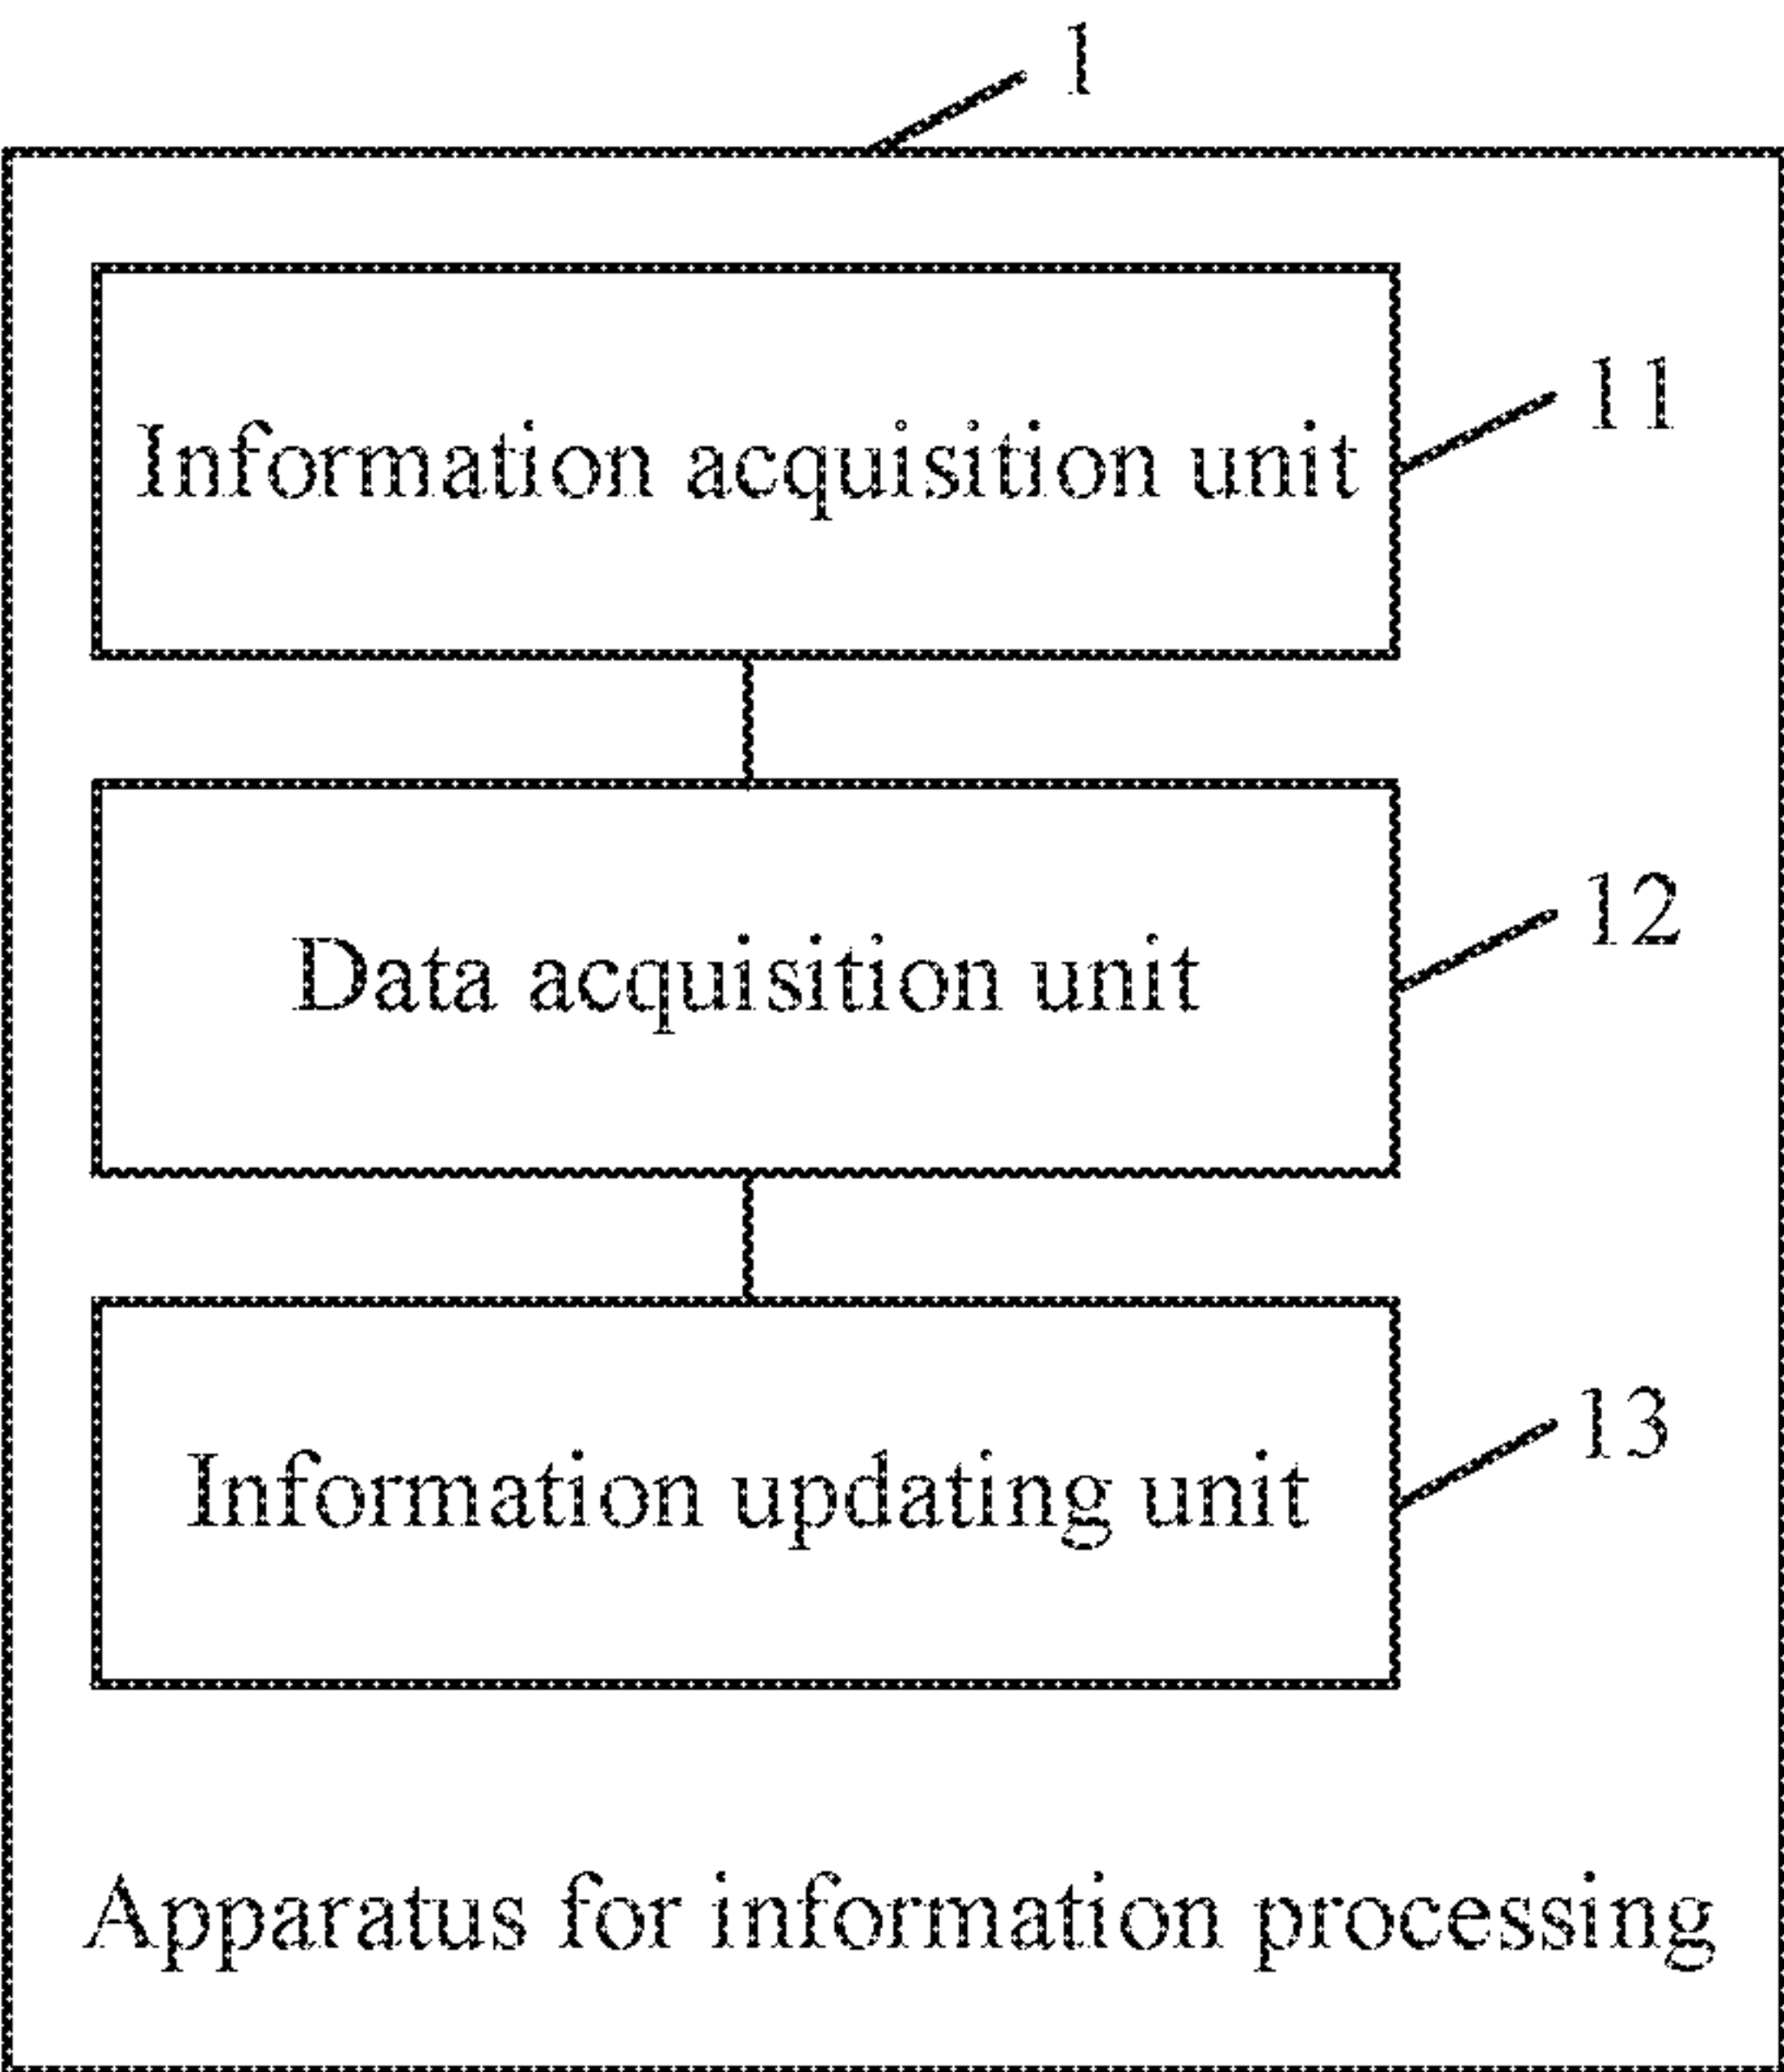 1
Information acquisition unit
11
Data acquisition unit
12
Information updating unit
13
Apparatus for information processing